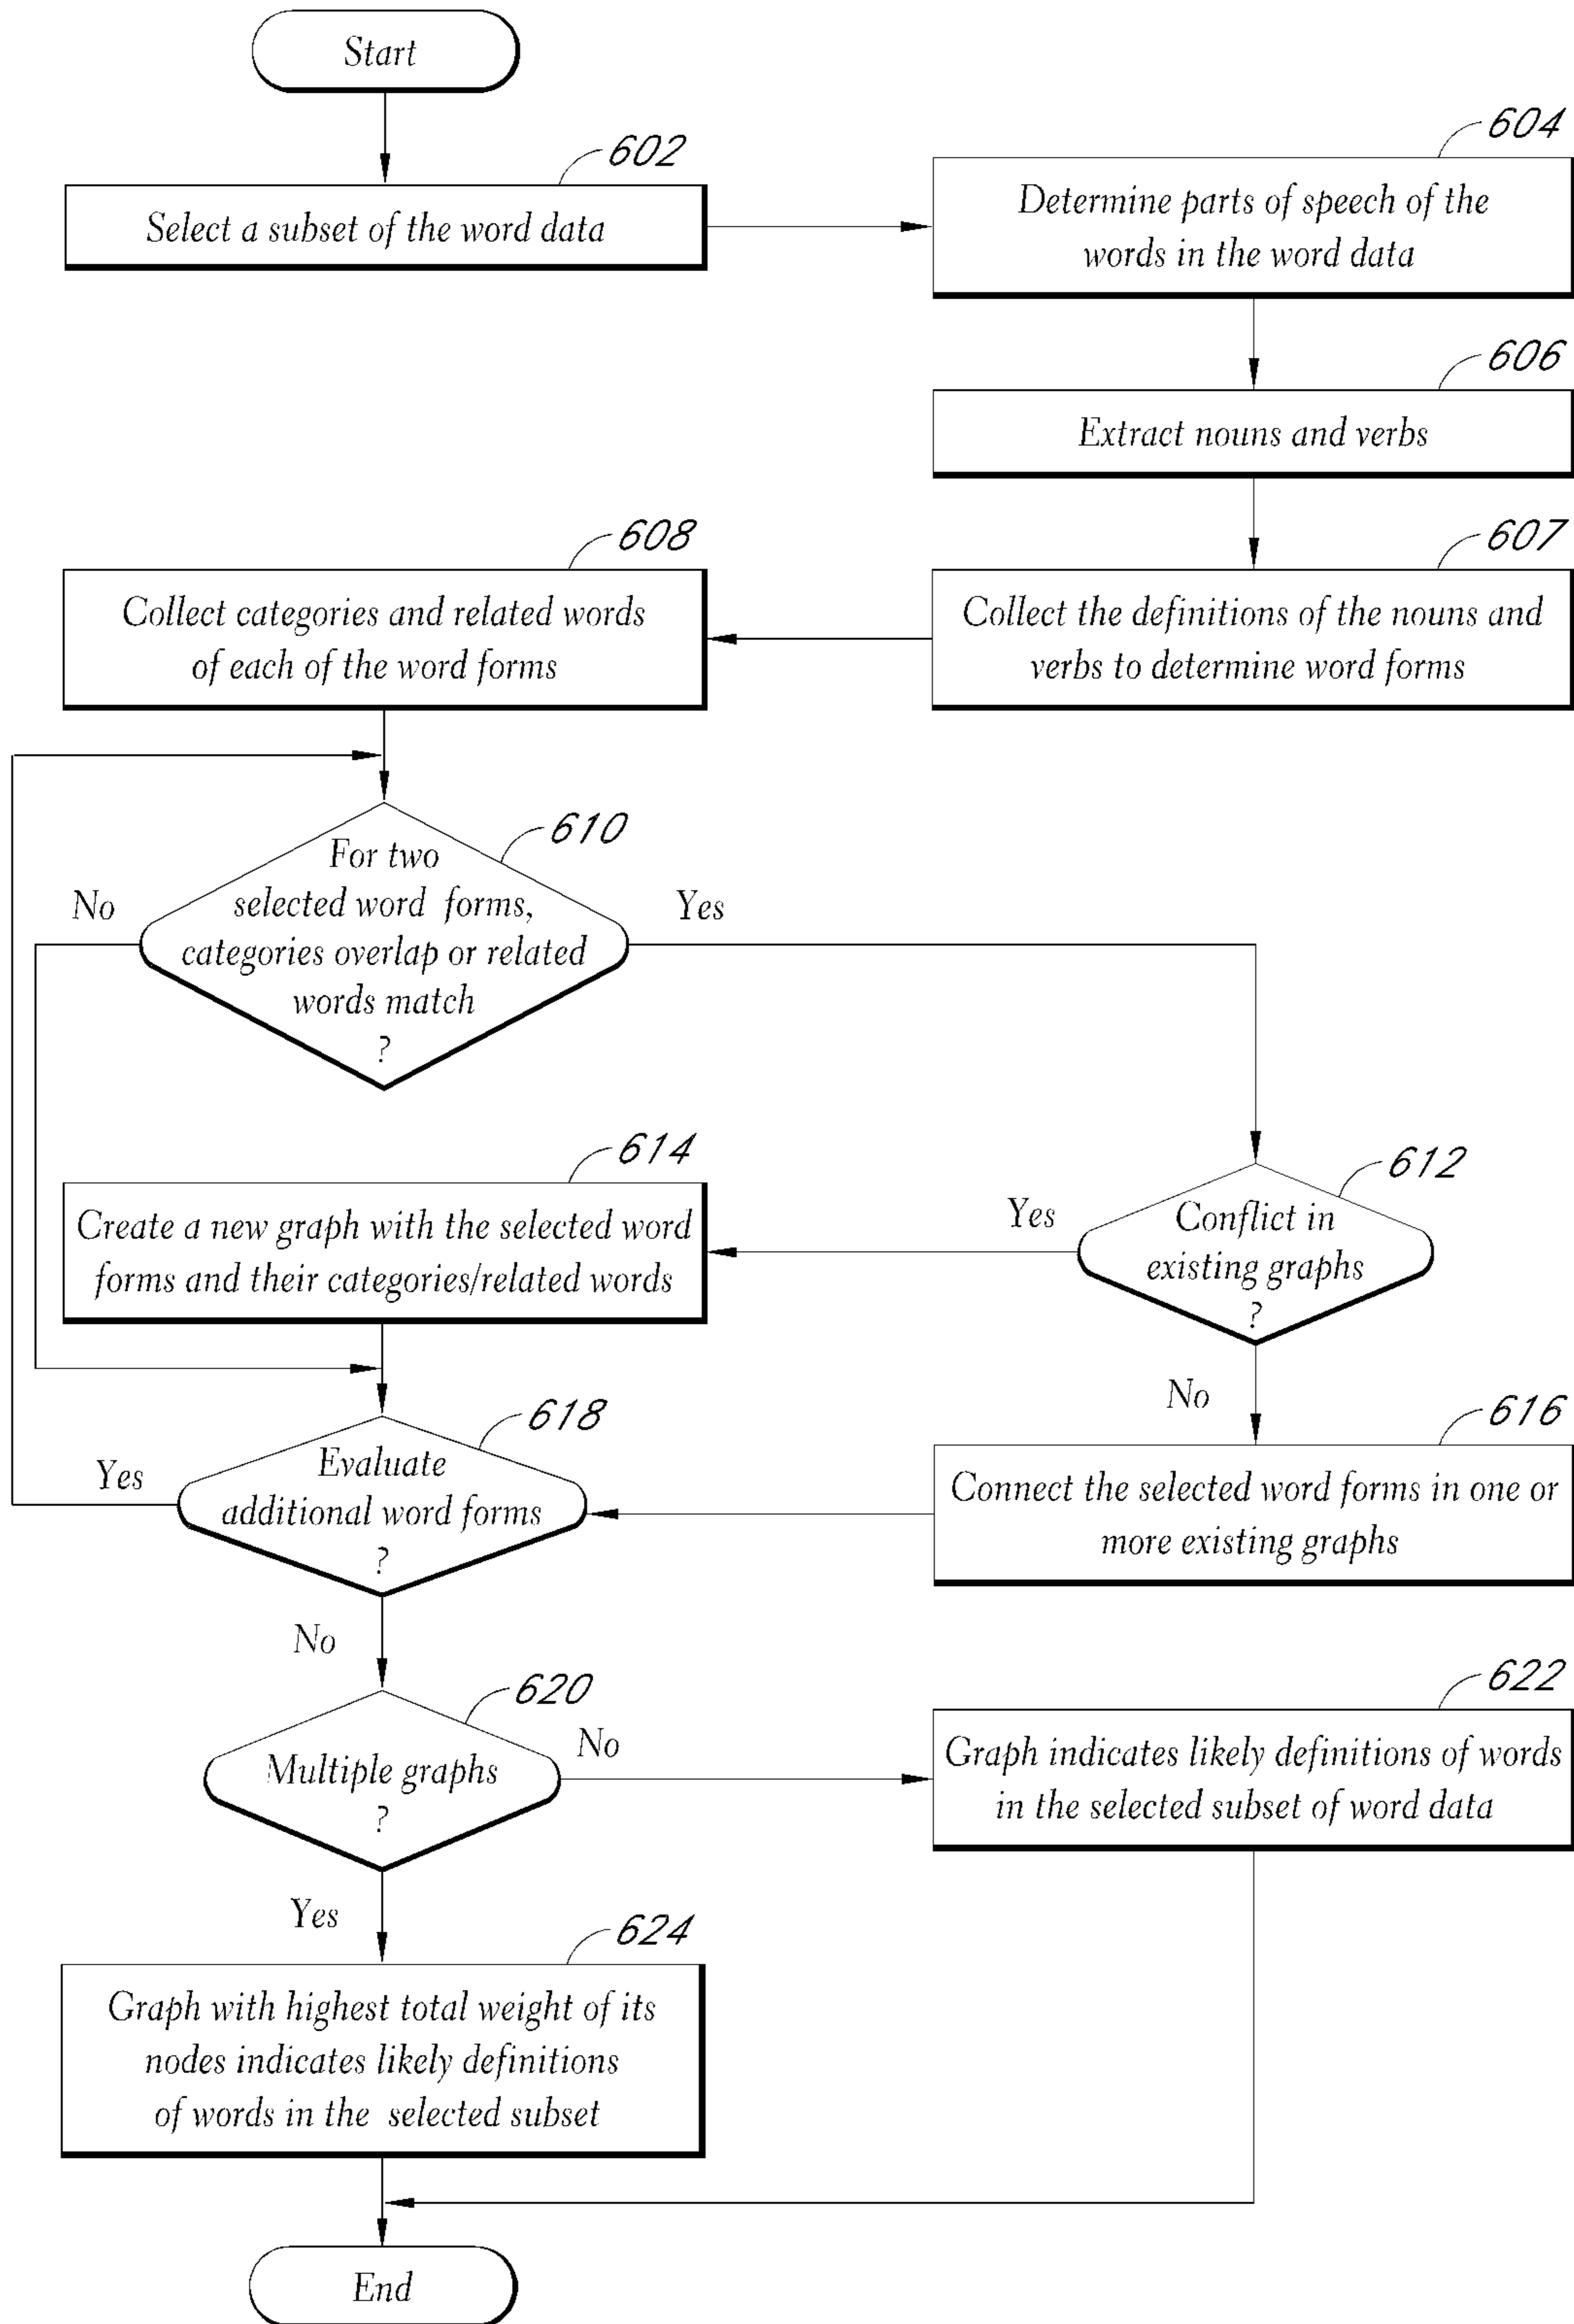 Start
602
Select a subset of the word data
604
Determine parts of speech of the
words in the word data
606
Extract nouns and verbs
607
Collect the definitions of the nouns and
verbs to determine word forms
608
Collect categories and related words
of each of the word forms
610
For two
selected word forms,
categories overlap or related
words match
?
No
Yes
612
Conflict in
existing graphs
?
Yes
No
614
Create a new graph with the selected word
forms and their categories/related words
616
Connect the selected word forms in one or
more existing graphs
618
Evaluate
additional word forms
?
Yes
No
620
Multiple graphs
?
No
Yes
622
Graph indicates likely definitions of words
in the selected subset of word data
624
Graph with highest total weight of its
nodes indicates likely definitions
of words in the selected subset
End